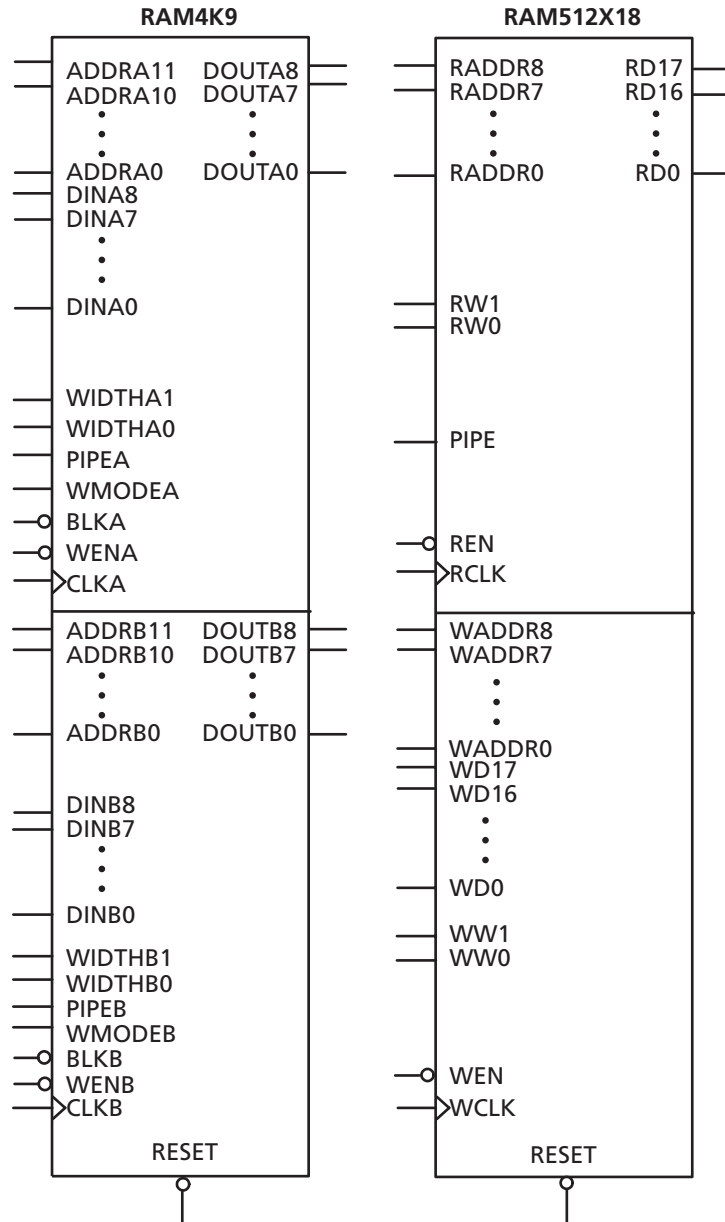 RAM4K9
ADDRA11 DOUTA8
ADDRA10 DOUTA7
ADDRA0 DOUTA0
DINA8
DINA7
DINA0
WIDTHA1
WIDTHA0
PIPEA
WMODEA
BLKA
WENA
CLKA
ADDRB11 DOUTB8
ADDRB10 DOUTB7
ADDRB0 DOUTB0
DINB8
DINB7
DINB0
WIDTHB1
WIDTHB0
PIPEB
WMODEB
BLKB
WENB
CLKB
RESET
RAM512X18
RADDR8 RD17
RADDR7 RD16
RADDR0 RD0
RW1
RW0
PIPE
REN
RCLK
WADDR8
WADDR7
WADDR0
WD17
WD16
WD0
WW1
WW0
WEN
WCLK
RESET